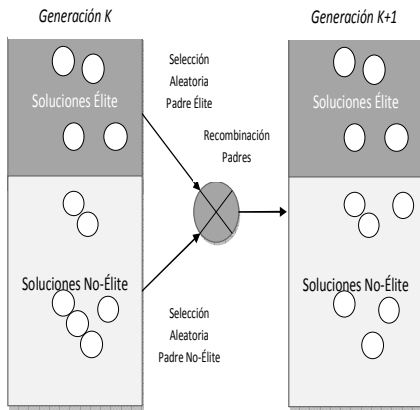 Generación K
Generación K+1
Soluciones Élite
Selección
Aleatoria
Padre Élite
Recombinación
Padres
Soluciones Élite
Soluciones No-Élite
Selección
Aleatoria
Padre No-Élite
Soluciones No-Élite